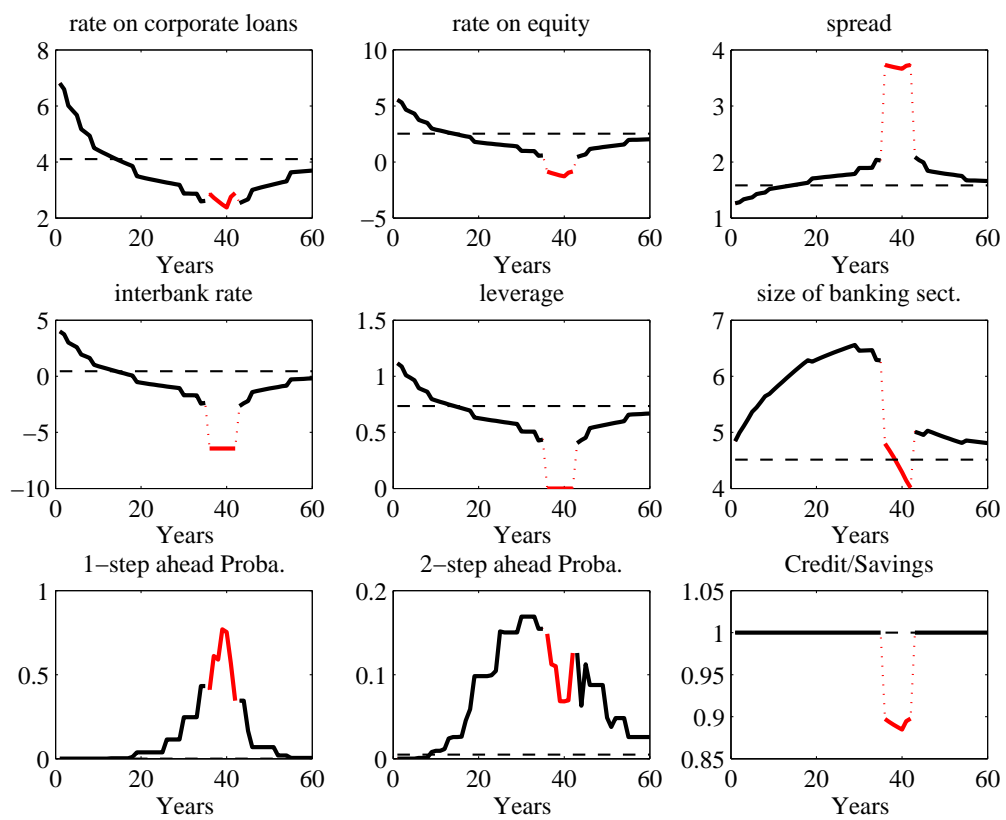 rate on corporate loans
rate on equity
spread
8
6
4
2
0 20 40 60
Years
10
5
0
−5
0 20 40 60
Years
4
3
2
1
0 20 40 60
Years
interbank rate
leverage
size of banking sect.
5
0
−5
−10
0 20 40 60
Years
1.5
1
0.5
0
0 20 40 60
Years
7
6
5
4
0 20 40 60
Years
1−step ahead Proba.
2−step ahead Proba.
Credit/Savings
1
0.5
0
0 20 40 60
Years
0.2
0.1
0
0 20 40 60
Years
1.05
1
0.95
0.9
0.85
0 20 40 60
Years